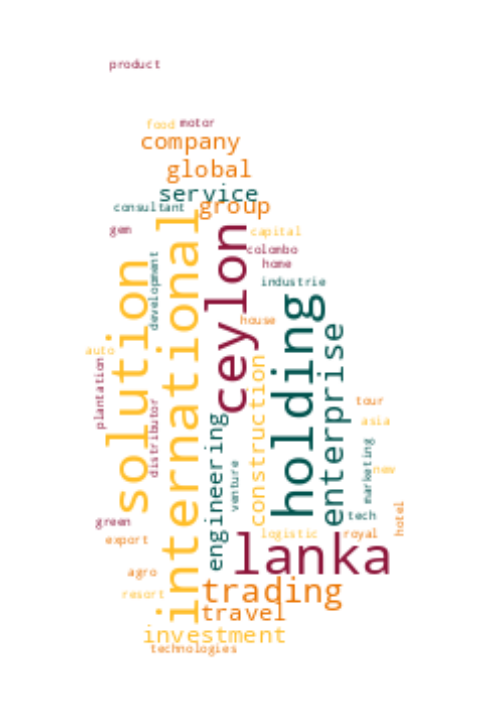 product
food
motor
company
global
service
consultant
group
gem
capital
colombo
home
development
industrie
ceylon
international
solution
holding
house
enterprise
auto
plantation
construction
tour
distributor
asia
engineering
marketing
venture
new
hotel
tech
green
logistic
royal
export
lanka
agro
trading
resort
travel
investment
technologies